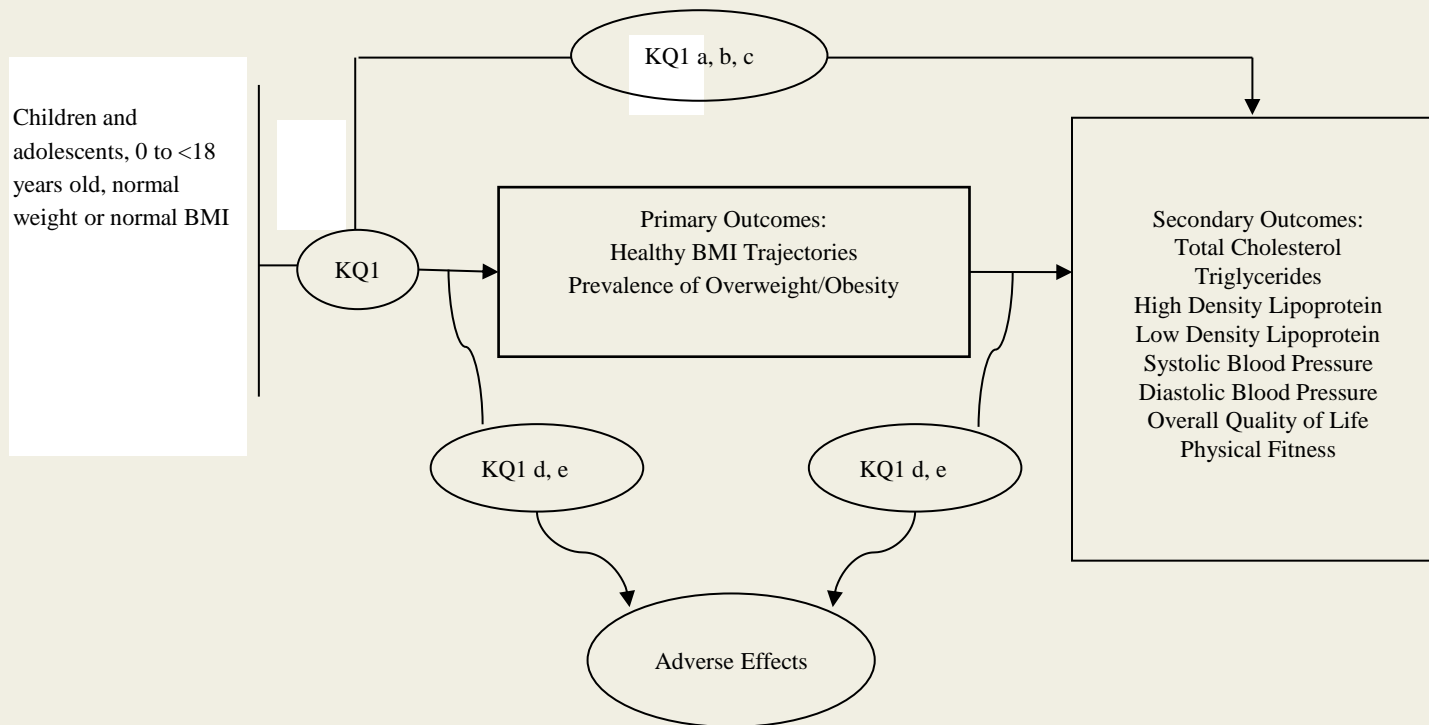 KQ1 a, b, c
Children and
adolescents, 0 to <18
years old, normal
weight or normal BMI
KQ1
Primary Outcomes:
Healthy BMI Trajectories
Prevalence of Overweight/Obesity
Secondary Outcomes:
Total Cholesterol
Triglycerides
High Density Lipoprotein
Low Density Lipoprotein
Systolic Blood Pressure
Diastolic Blood Pressure
Overall Quality of Life
Physical Fitness
KQ1 d, e
KQ1 d, e
Adverse Effects